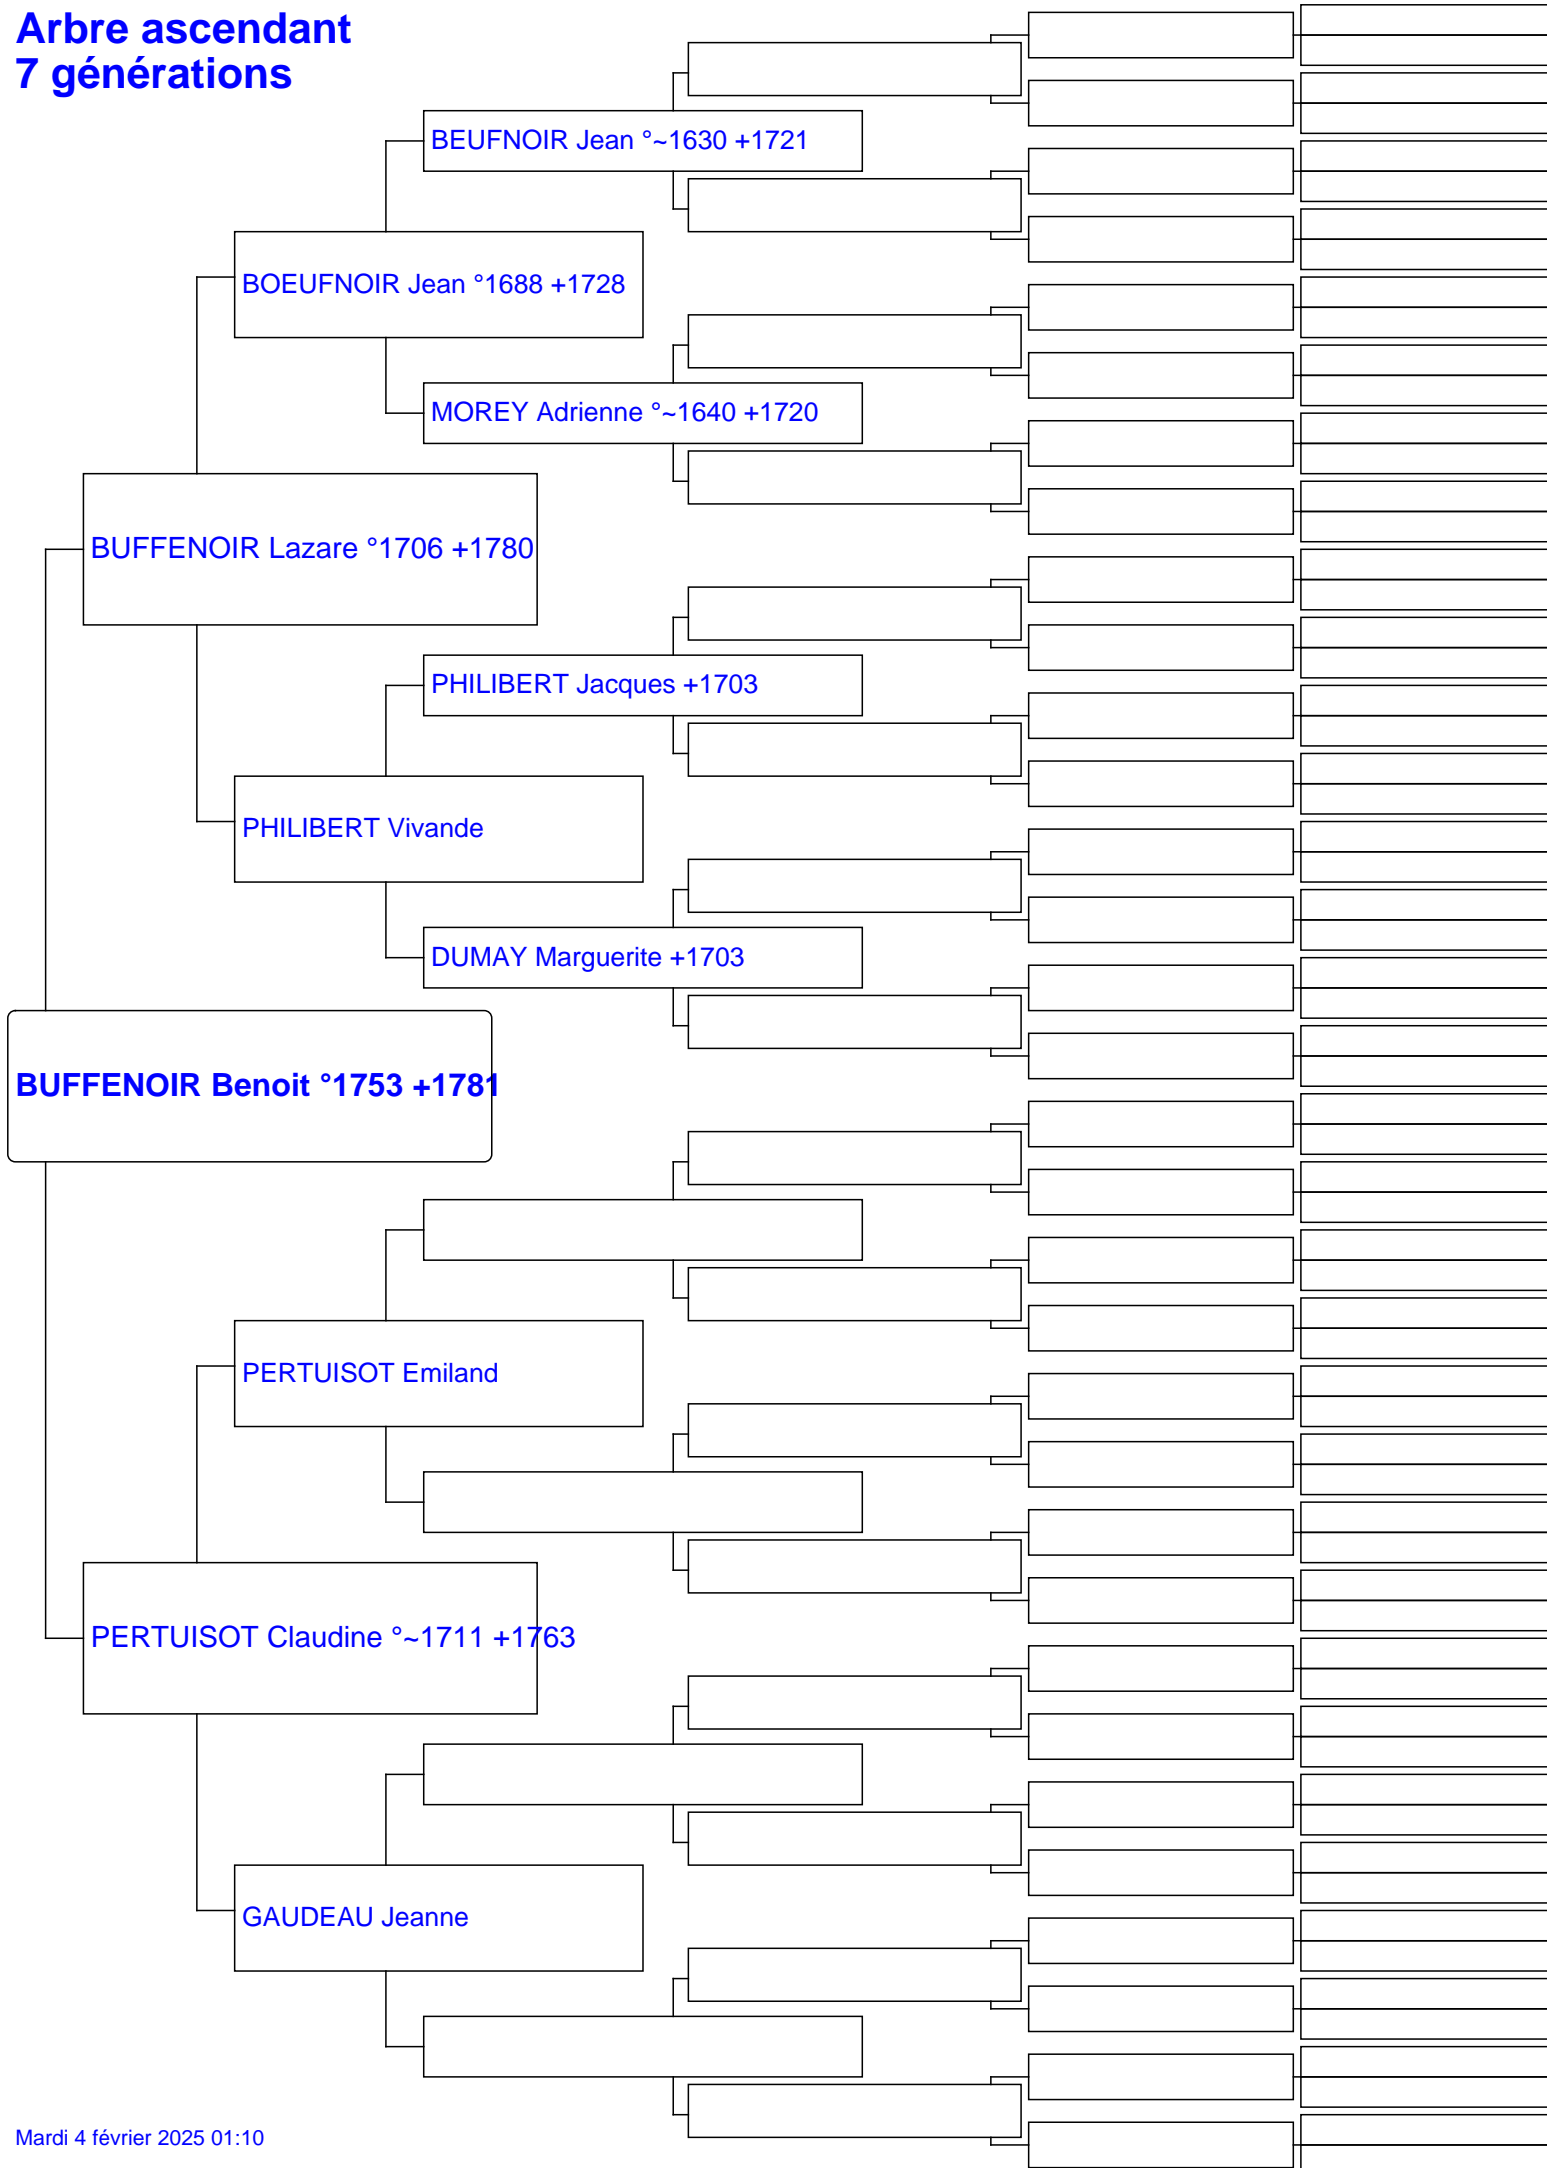 Arbre ascendant
7 générations
BEUFNOIR Jean °~1630 +1721
BOEUFNOIR Jean °1688 +1728
MOREY Adrienne °~1640 +1720
BUFFENOIR Lazare °1706 +1780
PHILIBERT Jacques +1703
PHILIBERT Vivande
DUMAY Marguerite +1703
BUFFENOIR Benoit °1753 +1781
PERTUISOT Emiland
PERTUISOT Claudine °~1711 +1763
GAUDEAU Jeanne
Mardi 4 février 2025 01:10